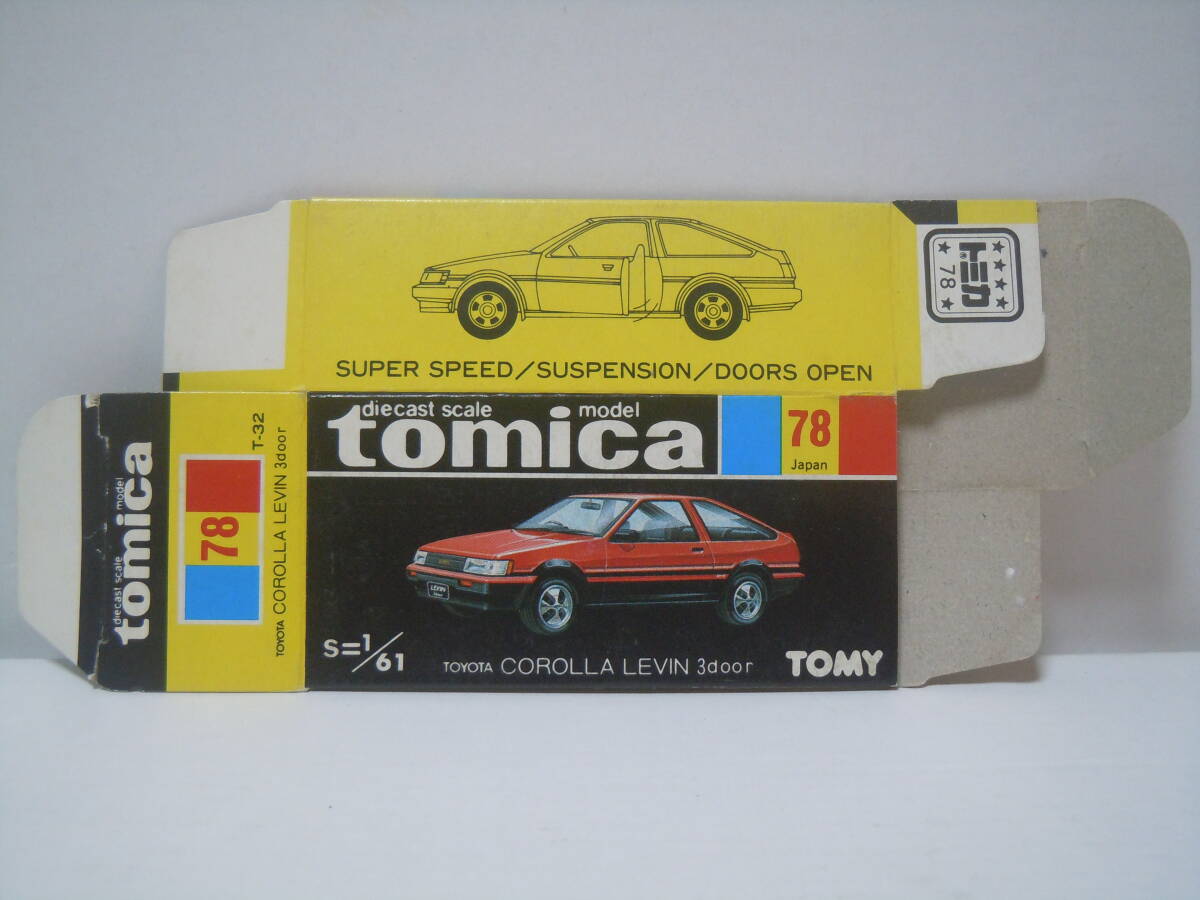 SUPER SPEED/SUSPENSION/DOORS OPEN
トミカ
78
diecast scale model
tomica
78
Japan
LEVIN
S=1/61
TOYOTA COROLLA LEVIN 3door
TOMY
diecast scale model
tomica
78
T-32
TOYOTA COROLLA LEVIN 3door